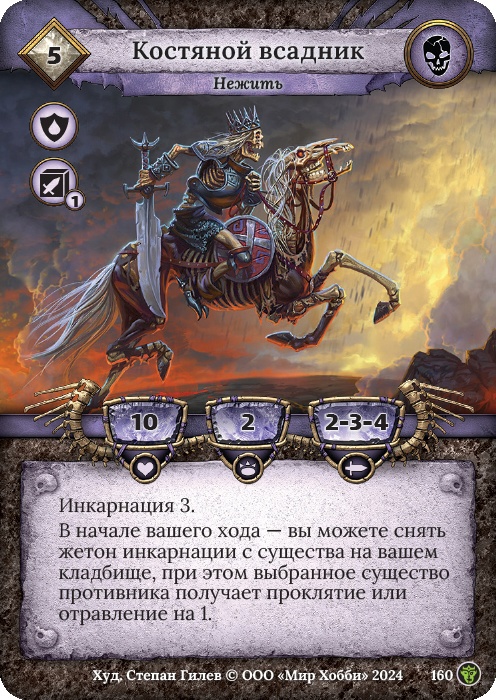 5
Костяной всадник
Нежить
1
10
2
2-3-4
Инкарнация 3.
В начале вашего хода — вы можете снять
жетон инкарнации с существа на вашем
кладбище, при этом выбранное существо
противника получает проклятие или
отравление на 1.
Худ. Степан Гилев © ООО «Мир Хобби» 2024 160